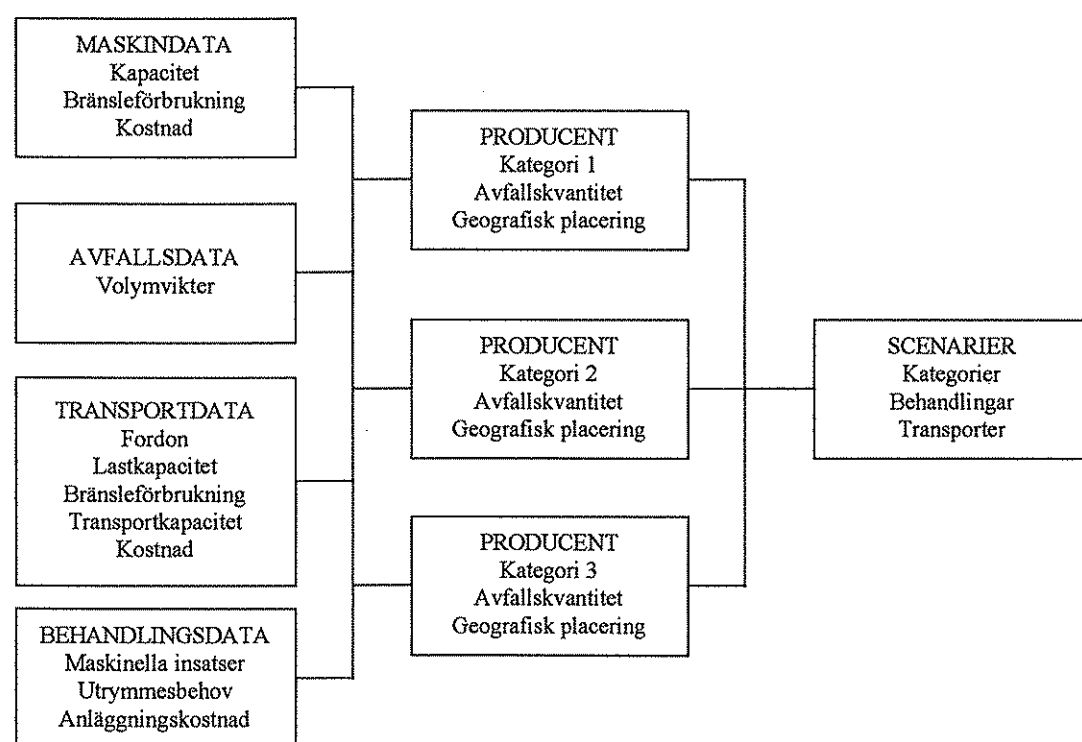 MASKINDATA
Kapacitet
Bränsleförbrukning
Kostnad
AVFALLSDATA
Volymvikter
TRANSPORTDATA
Fordon
Lastkapacitet
Bränsleförbrukning
Transportkapacitet
Kostnad
BEHANDLINGSDATA
Maskinella insatser
Utrymmesbehov
Anläggningskostnad
PRODUCENT
Kategori 1
Avfallskvantitet
Geografisk placering
PRODUCENT
Kategori 2
Avfallskvantitet
Geografisk placering
PRODUCENT
Kategori 3
Avfallskvantitet
Geografisk placering
SCENARIER
Kategorier
Behandlingar
Transporter